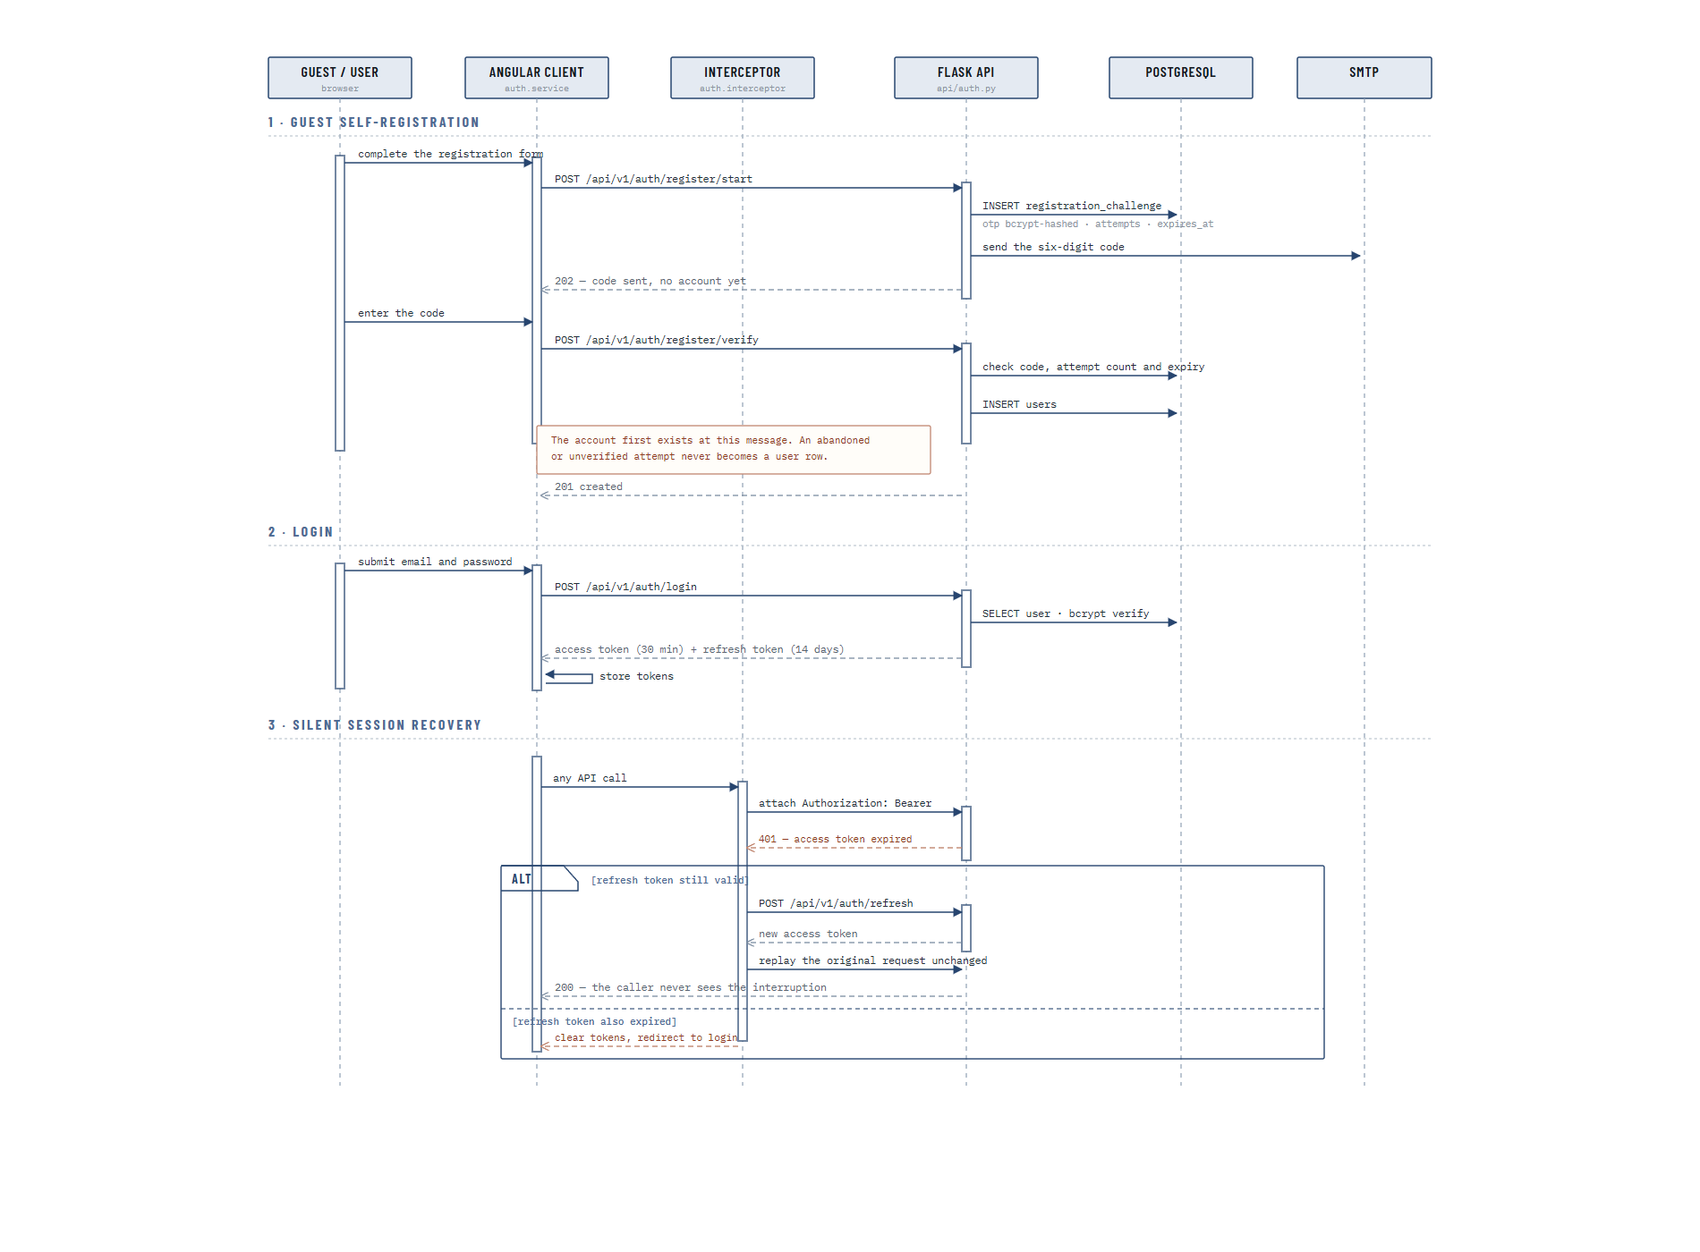 GUEST / USER
browser
ANGULAR CLIENT
auth.service
INTERCEPTOR
auth.interceptor
FLASK API
api/auth.py
POSTGRESQL
SMTP
1 · GUEST SELF-REGISTRATION
complete the registration form
POST /api/v1/auth/register/start
INSERT registration_challenge
otp bcrypt-hashed · attempts · expires_at
send the six-digit code
202 — code sent, no account yet
enter the code
POST /api/v1/auth/register/verify
check code, attempt count and expiry
INSERT users
The account first exists at this message. An abandoned
or unverified attempt never becomes a user row.
201 created
2 · LOGIN
submit email and password
POST /api/v1/auth/login
SELECT user · bcrypt verify
access token (30 min) + refresh token (14 days)
store tokens
3 · SILENT SESSION RECOVERY
any API call
attach Authorization: Bearer
401 — access token expired
ALT
[refresh token still valid]
POST /api/v1/auth/refresh
new access token
replay the original request unchanged
200 — the caller never sees the interruption
[refresh token also expired]
clear tokens, redirect to login